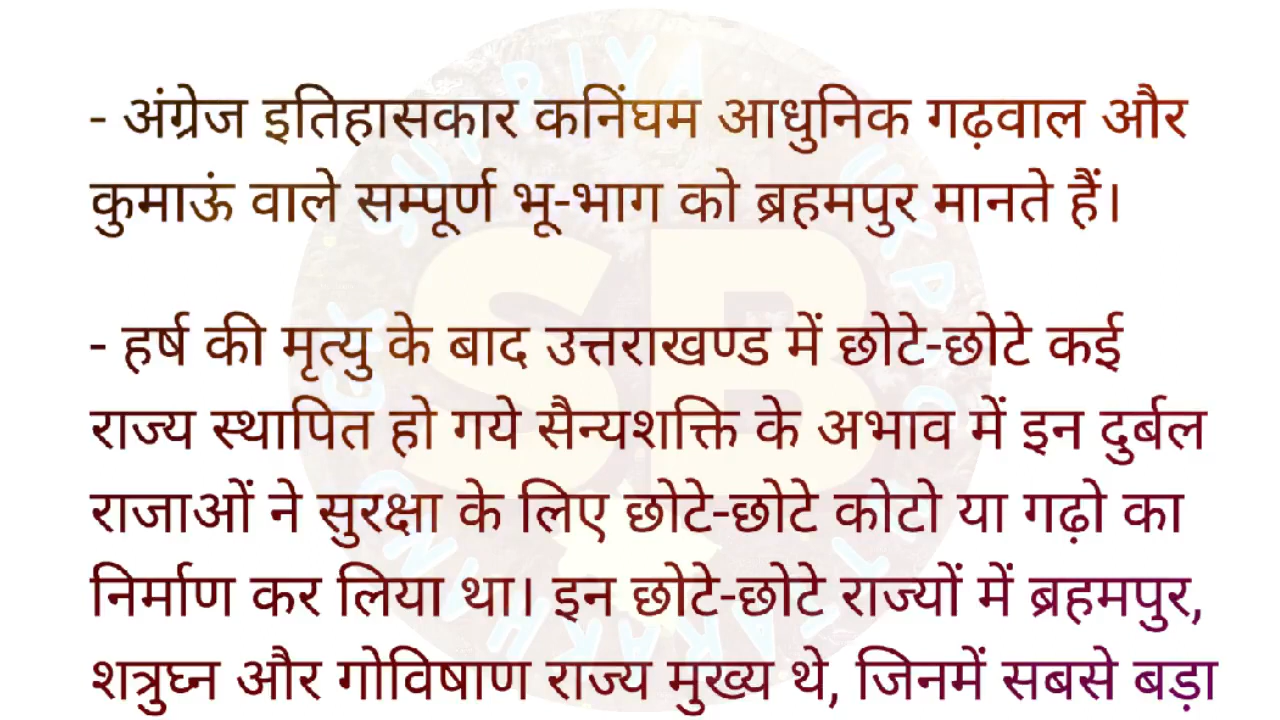 - अंग्रेज इतिहासकार कनिंघम आधुनिक गढ़वाल और
कुमाऊं वाले सम्पूर्ण भू-भाग को ब्रहमपुर मानते हैं।
- हर्ष की मृत्यु के बाद उत्तराखण्ड में छोटे-छोटे कई
राज्य स्थापित हो गये सैन्यशक्ति के अभाव में इन दुर्बल
राजाओं ने सुरक्षा के लिए छोटे-छोटे कोटो या गढ़ो का
निर्माण कर लिया था। इन छोटे-छोटे राज्यों में ब्रहमपुर,
शत्रुघ्न और गोविषाण राज्य मुख्य थे, जिनमें सबसे बड़ा
SB